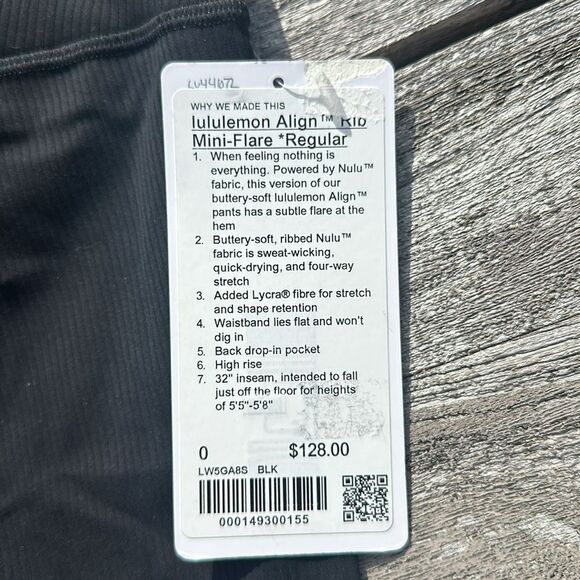 WHY WE MADE THIS
lululemon Align™ Rib
Mini-Flare *Regular
1. When feeling nothing is
everything. Powered by Nulu™
fabric, this version of our
buttery-soft lululemon Align™
pants has a subtle flare at the
hem
2. Buttery-soft, ribbed Nulu™
fabric is sweat-wicking,
quick-drying, and four-way
stretch
3. Added Lycra® fibre for stretch
and shape retention
4. Waistband lies flat and won't
dig in
5. Back drop-in pocket
6. High rise
7. 32" inseam, intended to fall
just off the floor for heights
of 5'5"-5'8"
0 $128.00
LW5GA8S BLK
000149300155